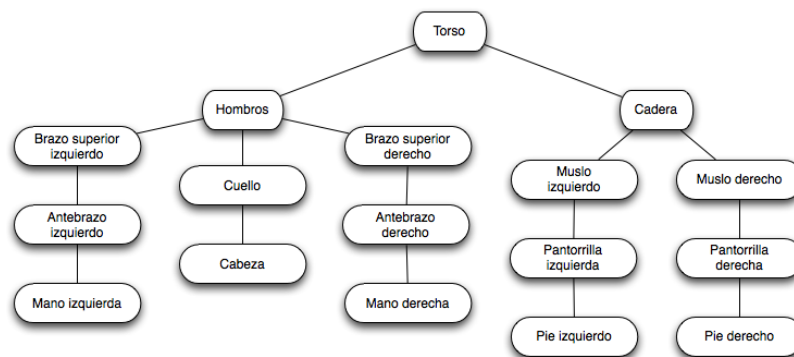 Torso
Hombros
Cadera
Brazo superior
izquierdo
Cuello
Brazo superior
derecho
Muslo
izquierdo
Muslo derecho
Antebrazo
izquierdo
Cabeza
Antebrazo
derecho
Pantorrilla
izquierda
Pantorrilla
derecha
Mano izquierda
Mano derecha
Pie izquierdo
Pie derecho